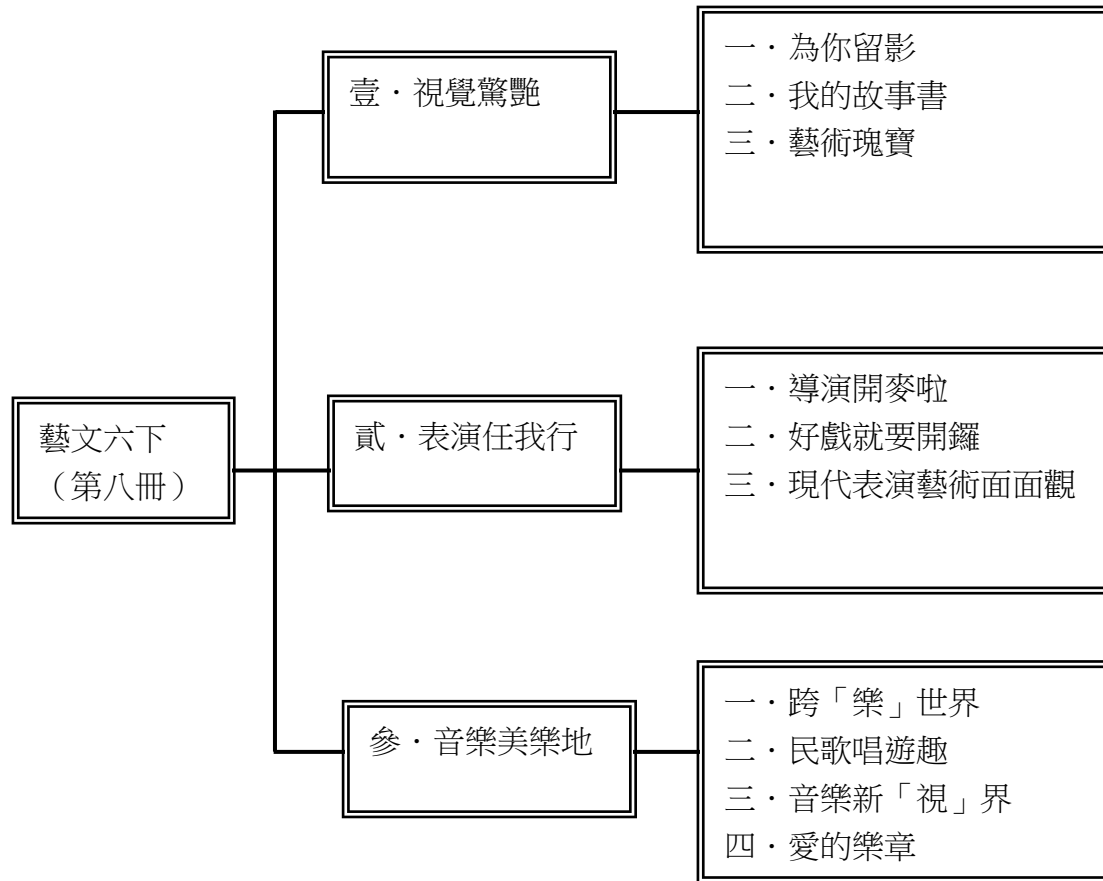 藝文六下
（第八冊）
壹．視覺驚艷
一．為你留影
二．我的故事書
三．藝術瑰寶
貳．表演任我行
一．導演開麥啦
二．好戲就要開鑼
三．現代表演藝術面面觀
參．音樂美樂地
一．跨「樂」世界
二．民歌唱遊趣
三．音樂新「視」界
四．愛的樂章